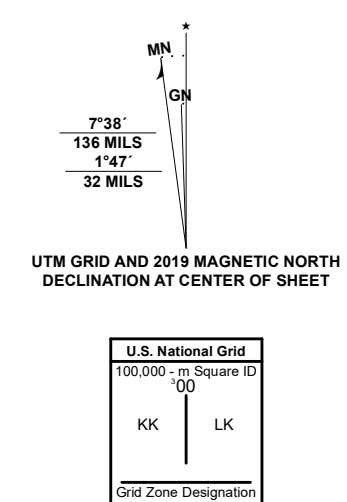 ★
MN
GN
7°38´
136 MILS
1°47´
32 MILS
UTM GRID AND 2019 MAGNETIC NORTH
DECLINATION AT CENTER OF SHEET
U.S. National Grid
100,000 - m Square ID
³00
KK LK
Grid Zone Designation